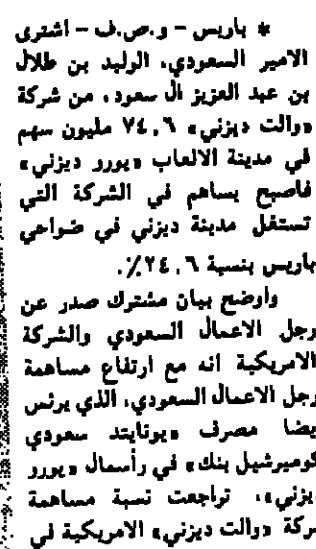 * باريس - و.ص.ف - اشترى
الامير السعودي، الوليد بن طلال
بن عبد العزيز آل سعود، من شركة
«والت ديزني» ٧٤,٦ مليون سهم
في مدينة الالعاب «يورو ديزني»
فاصبح يساهم في الشركة التي
تستغل مدينة ديزني في ضواحي
باريس بنسبة ٢٤,٦٪.
واوضح بيان مشترك صدر عن
رجل الاعمال السعودي والشركة
الامريكية انه مع ارتفاع مساهمة
رجل الاعمال السعودي، الذي يرئس
يضا مصرف «يونايتد سعودي
كوميرشيل بنك» في رأسمال «يورو
يزني»، تراجعت نسبة مساهمة
ركة «والت ديزني» الامريكية في